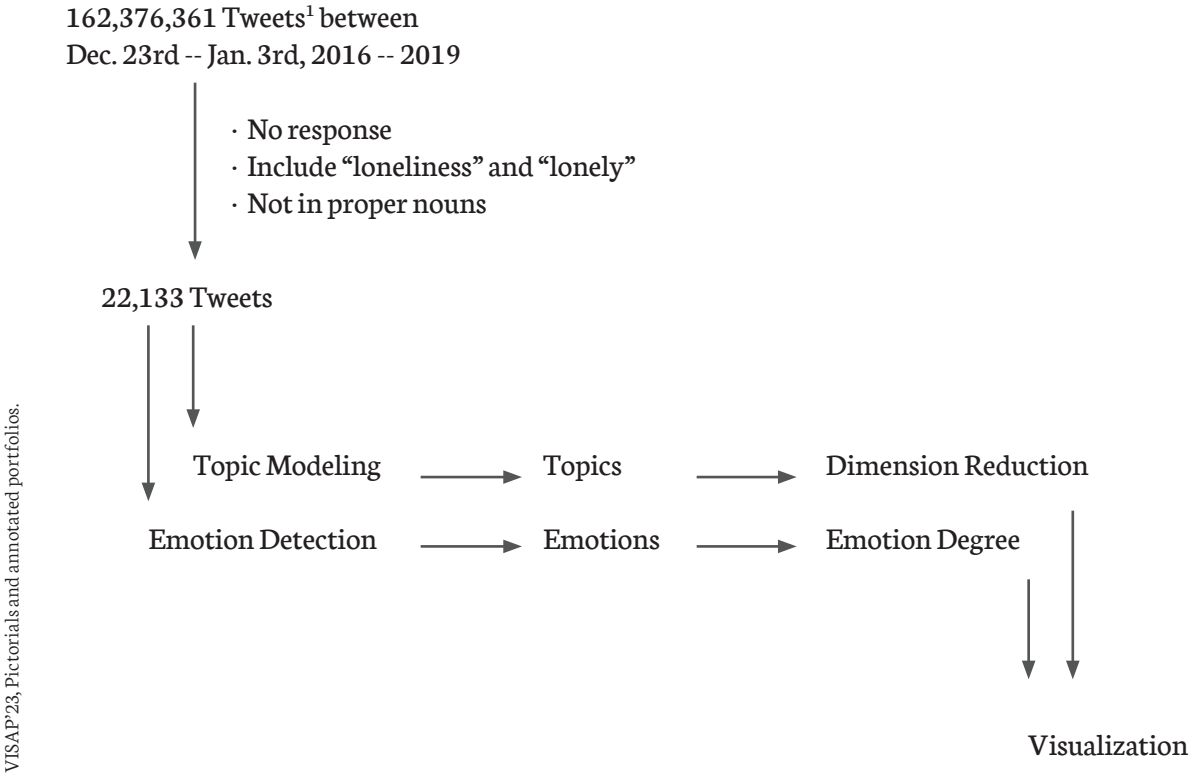 162,376,361 Tweets¹ between
Dec. 23rd -- Jan. 3rd, 2016 -- 2019
· No response
· Include “loneliness” and “lonely”
· Not in proper nouns
22,133 Tweets
Topic Modeling
Topics
Dimension Reduction
Emotion Detection
Emotions
Emotion Degree
Visualization
VISAP’23, Pictorials and annotated portfolios.